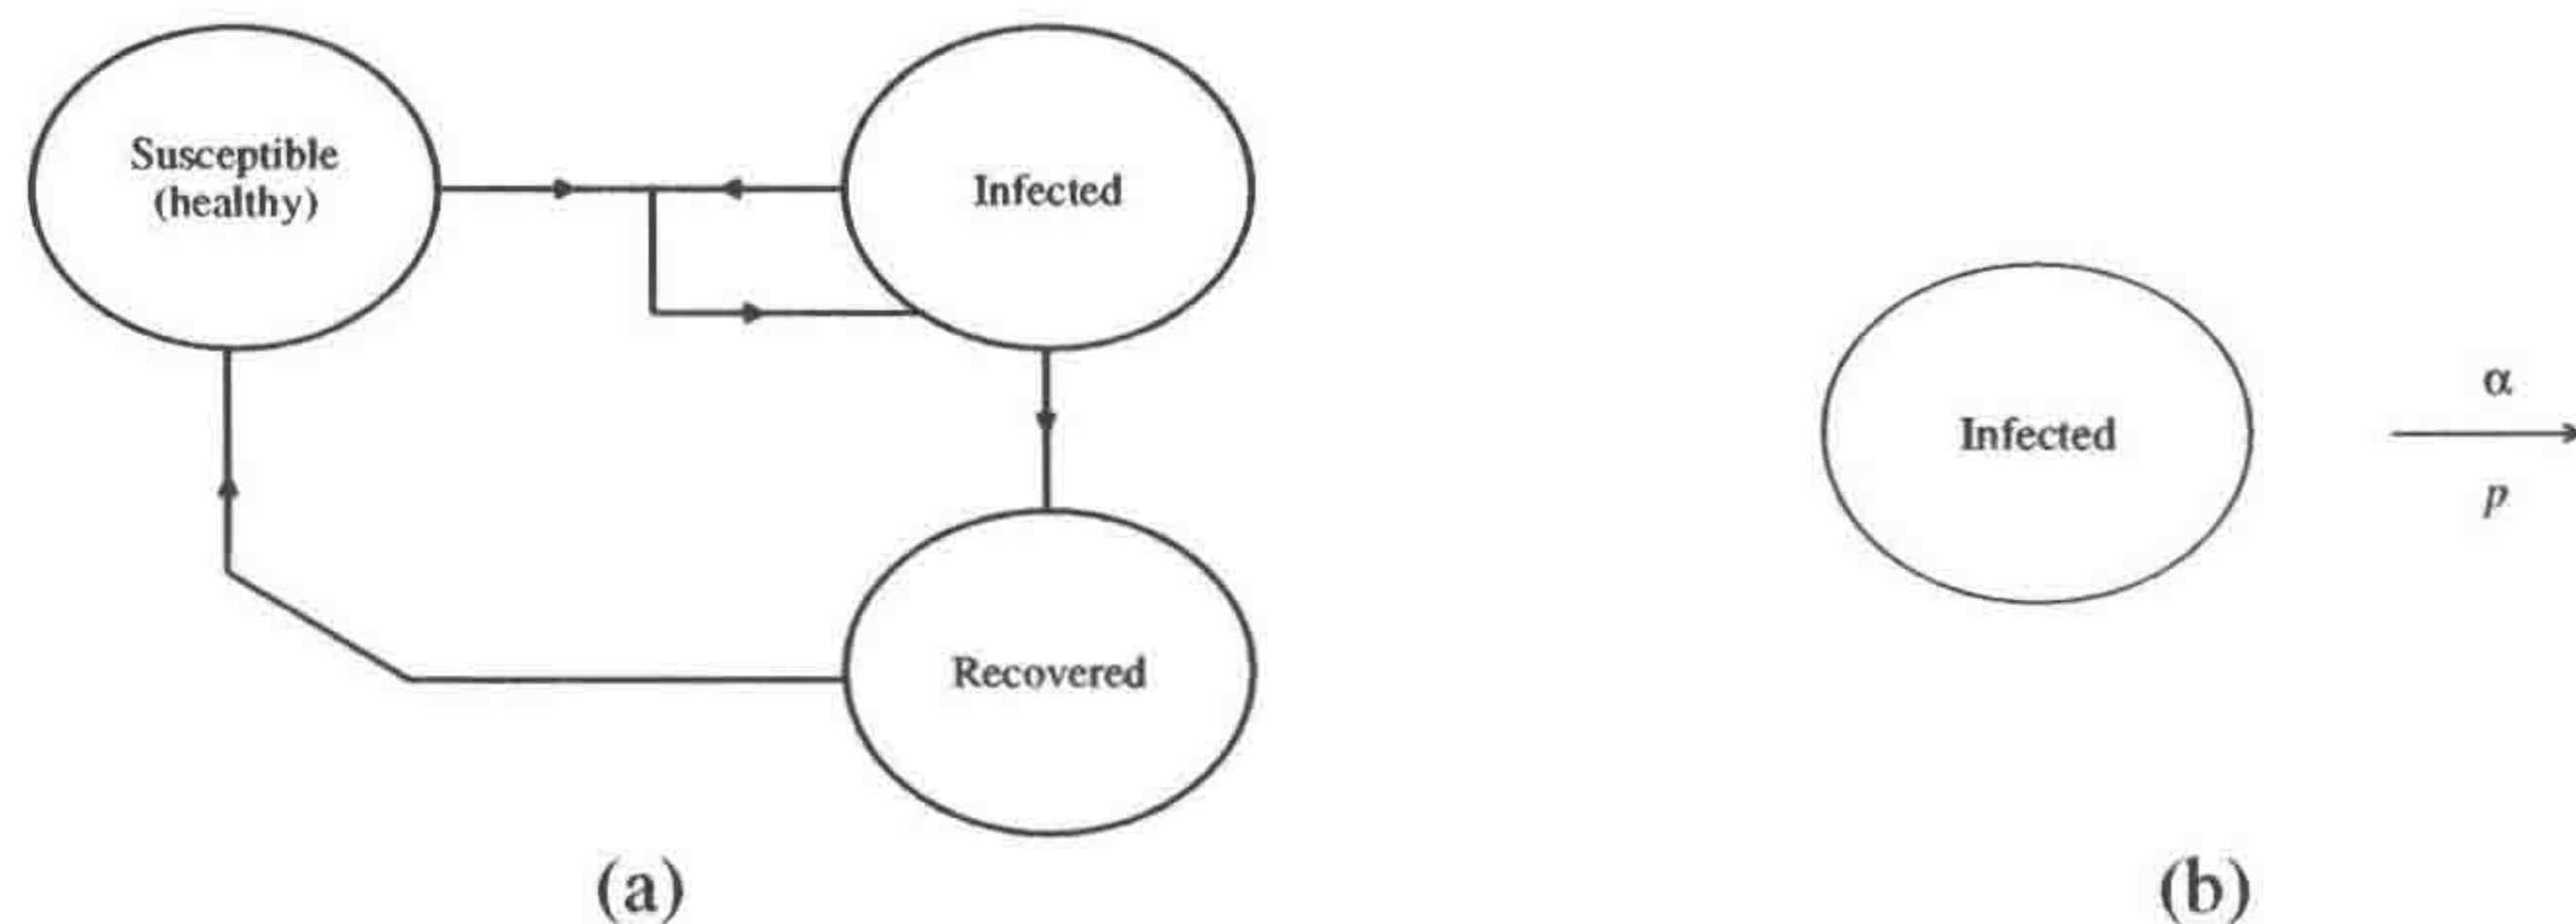 Susceptible
(healthy)
Infected
Recovered
(a)
Infected
α
p
(b)